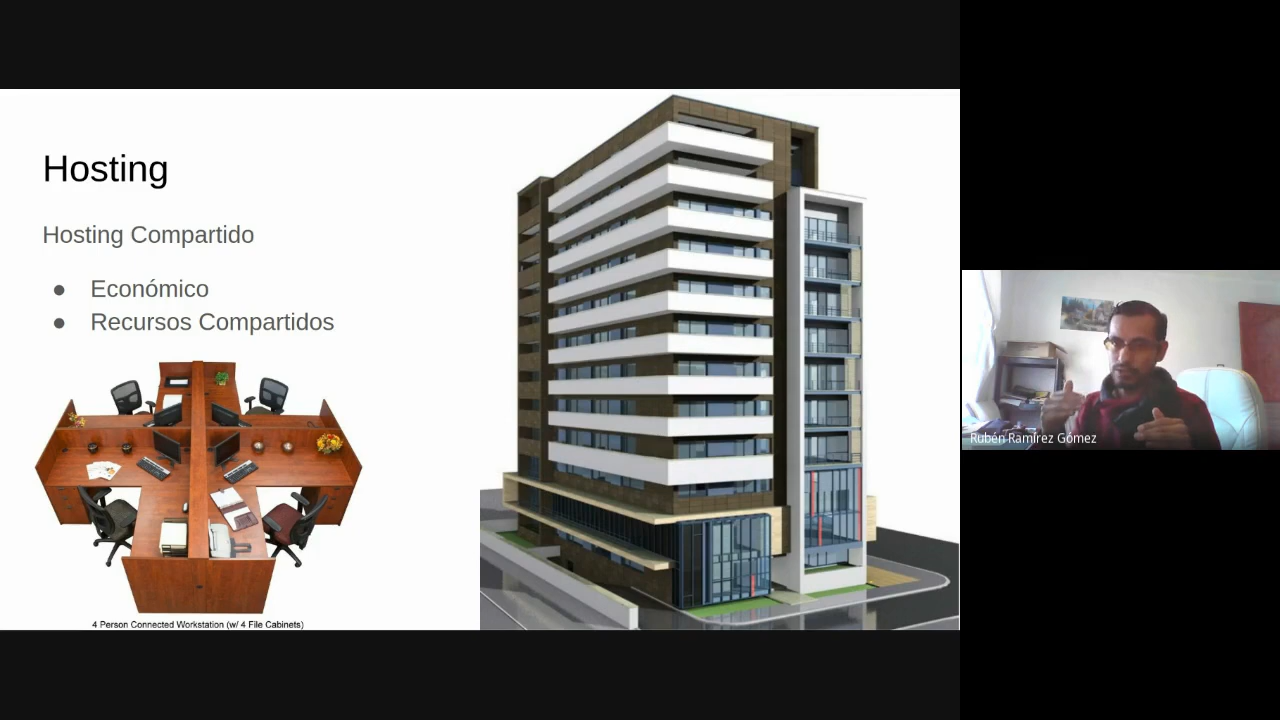 Hosting
Hosting Compartido
● Económico
● Recursos Compartidos
4 Person Connected Workstation (w/ 4 File Cabinets)
Rubén Ramírez Gómez